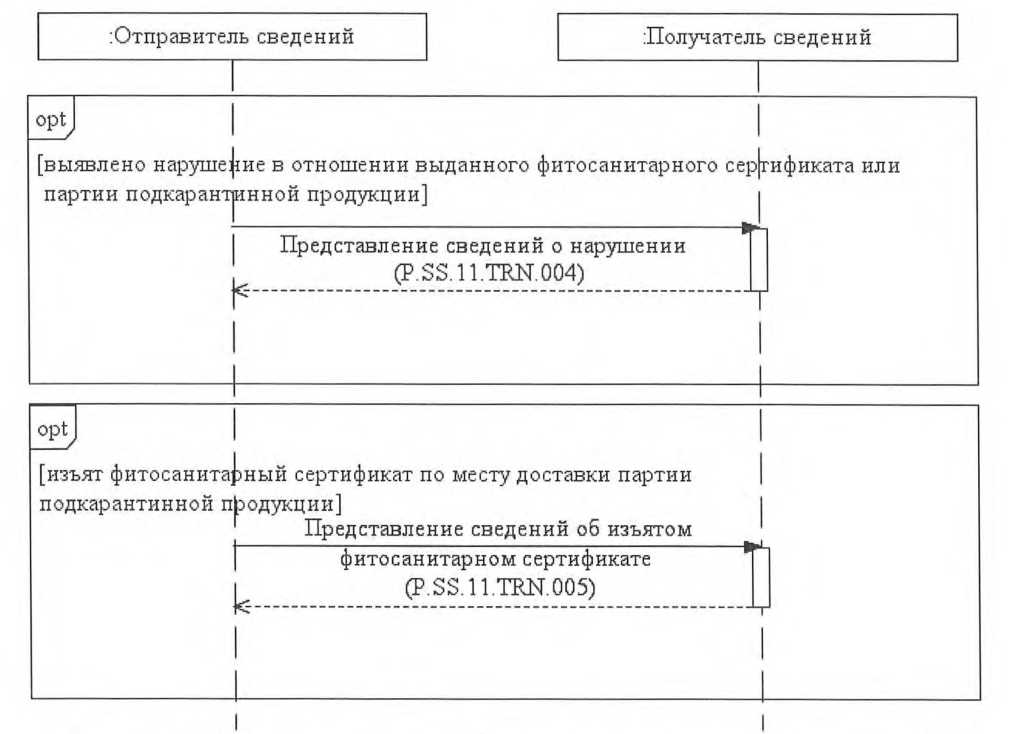 :Отправитель сведений
:Получатель сведений
opt
[выявлено нарушение в отношении выданного фитосанитарного сертификата или
партии подкарантинной продукции]
Представление сведений о нарушении
(P.SS.11.TRN.004)
opt
[изъят фитосанитарный сертификат по месту доставки партии
подкарантинной продукции]
Представление сведений об изъятом
фитосанитарном сертификате
(P.SS.11.TRN.005)